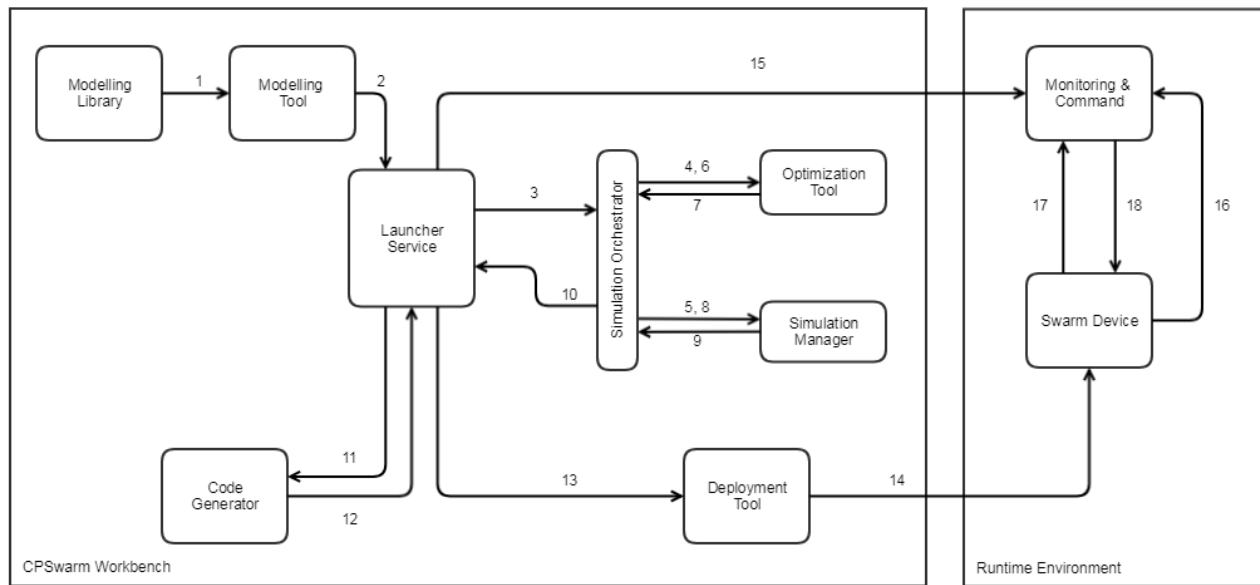 15
1
2
Modelling
Library
Modelling
Tool
Monitoring &
Command
4, 6
Optimization
Tool
7
3
17
18
16
Launcher
Service
Simulation Orchestrator
10
5, 8
Simulation
Manager
9
Swarm Device
11
13
14
Code
Generator
Deployment
Tool
12
CPSwarm Workbench
Runtime Environment